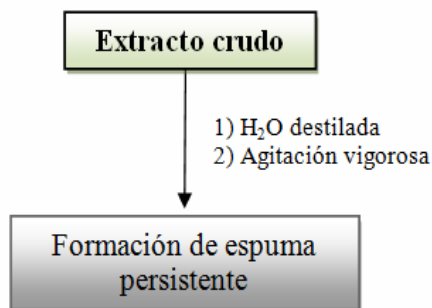 Extracto crudo
1) H₂O destilada
2) Agitación vigorosa
Formación de espuma
persistente